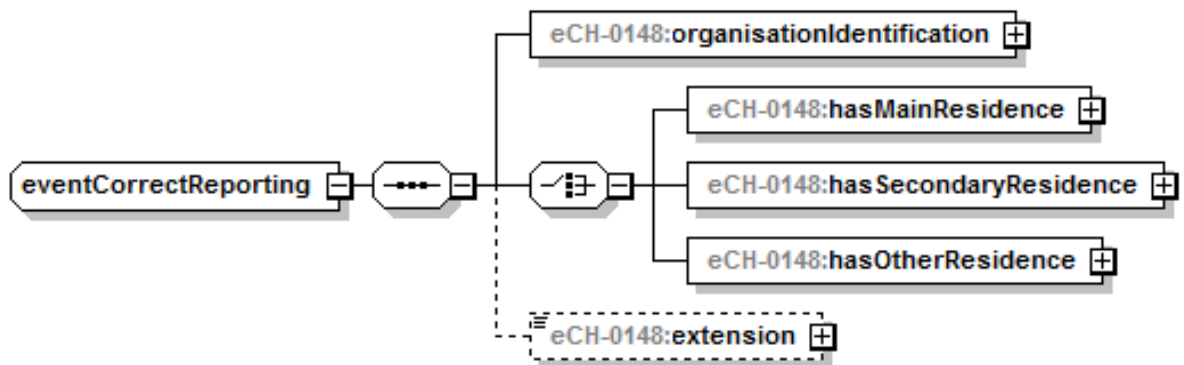 eCH-0148:organisationIdentification
eCH-0148:hasMainResidence
eventCorrectReporting
eCH-0148:hasSecondaryResidence
eCH-0148:hasOtherResidence
eCH-0148:extension